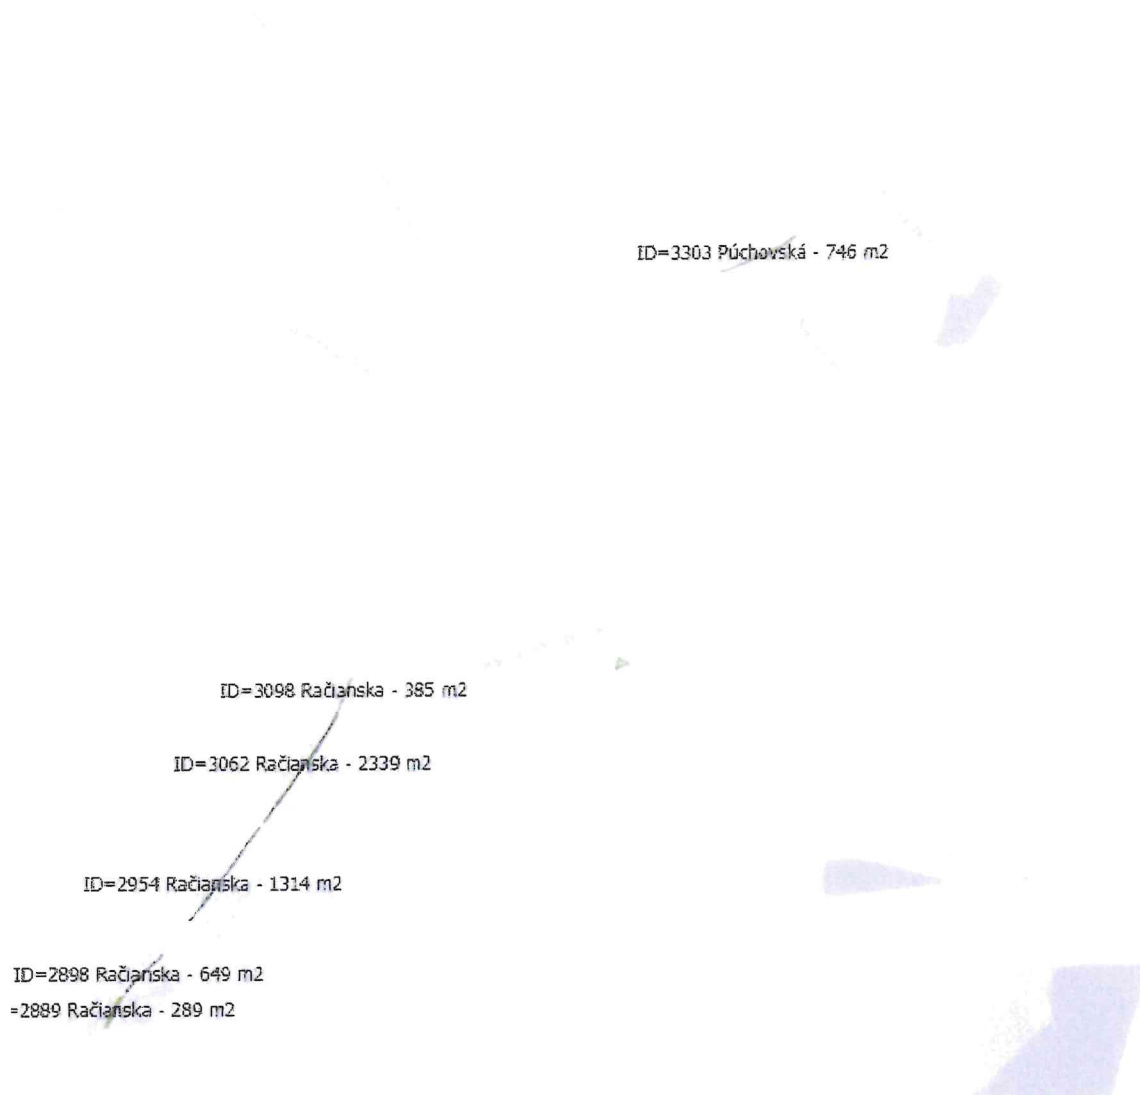 ID=3303 Púchovská - 746 m2
ID=3098 Račianska - 385 m2
ID=3062 Račianska - 2339 m2
ID=2954 Račianska - 1314 m2
ID=2898 Račianska - 649 m2
=2889 Račianska - 289 m2